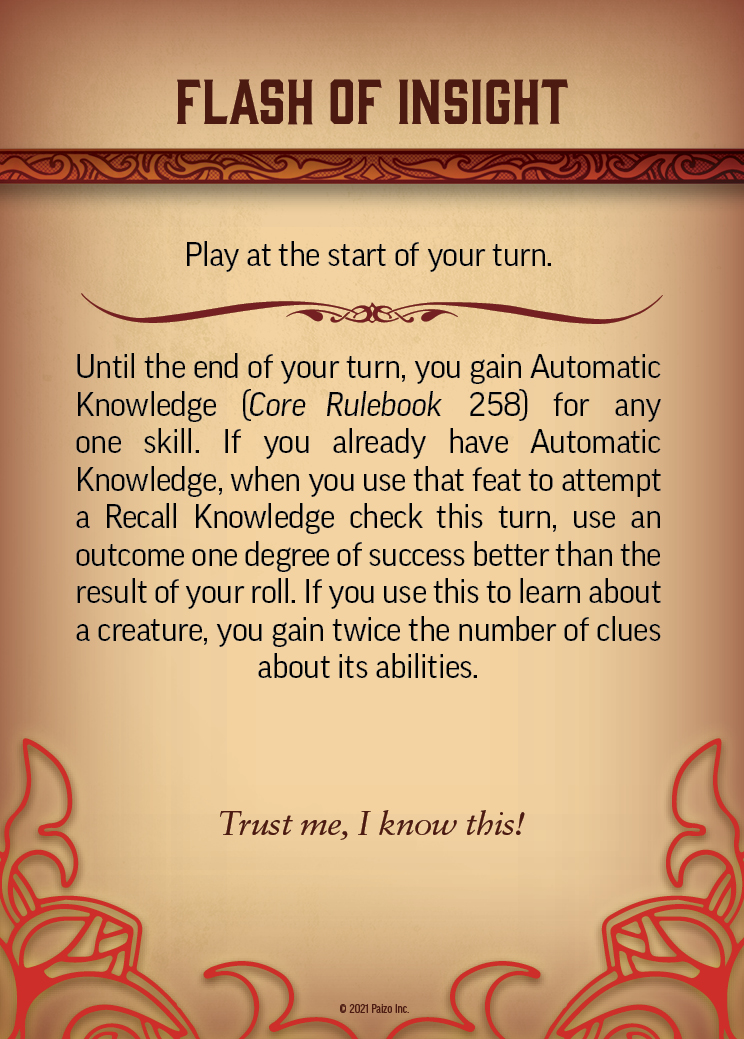 FLASH OF INSIGHT
Play at the start of your turn.
Until the end of your turn, you gain Automatic
Knowledge (Core Rulebook 258) for any
one skill. If you already have Automatic
Knowledge, when you use that feat to attempt
a Recall Knowledge check this turn, use an
outcome one degree of success better than the
result of your roll. If you use this to learn about
a creature, you gain twice the number of clues
about its abilities.
Trust me, I know this!
© 2021 Paizo Inc.